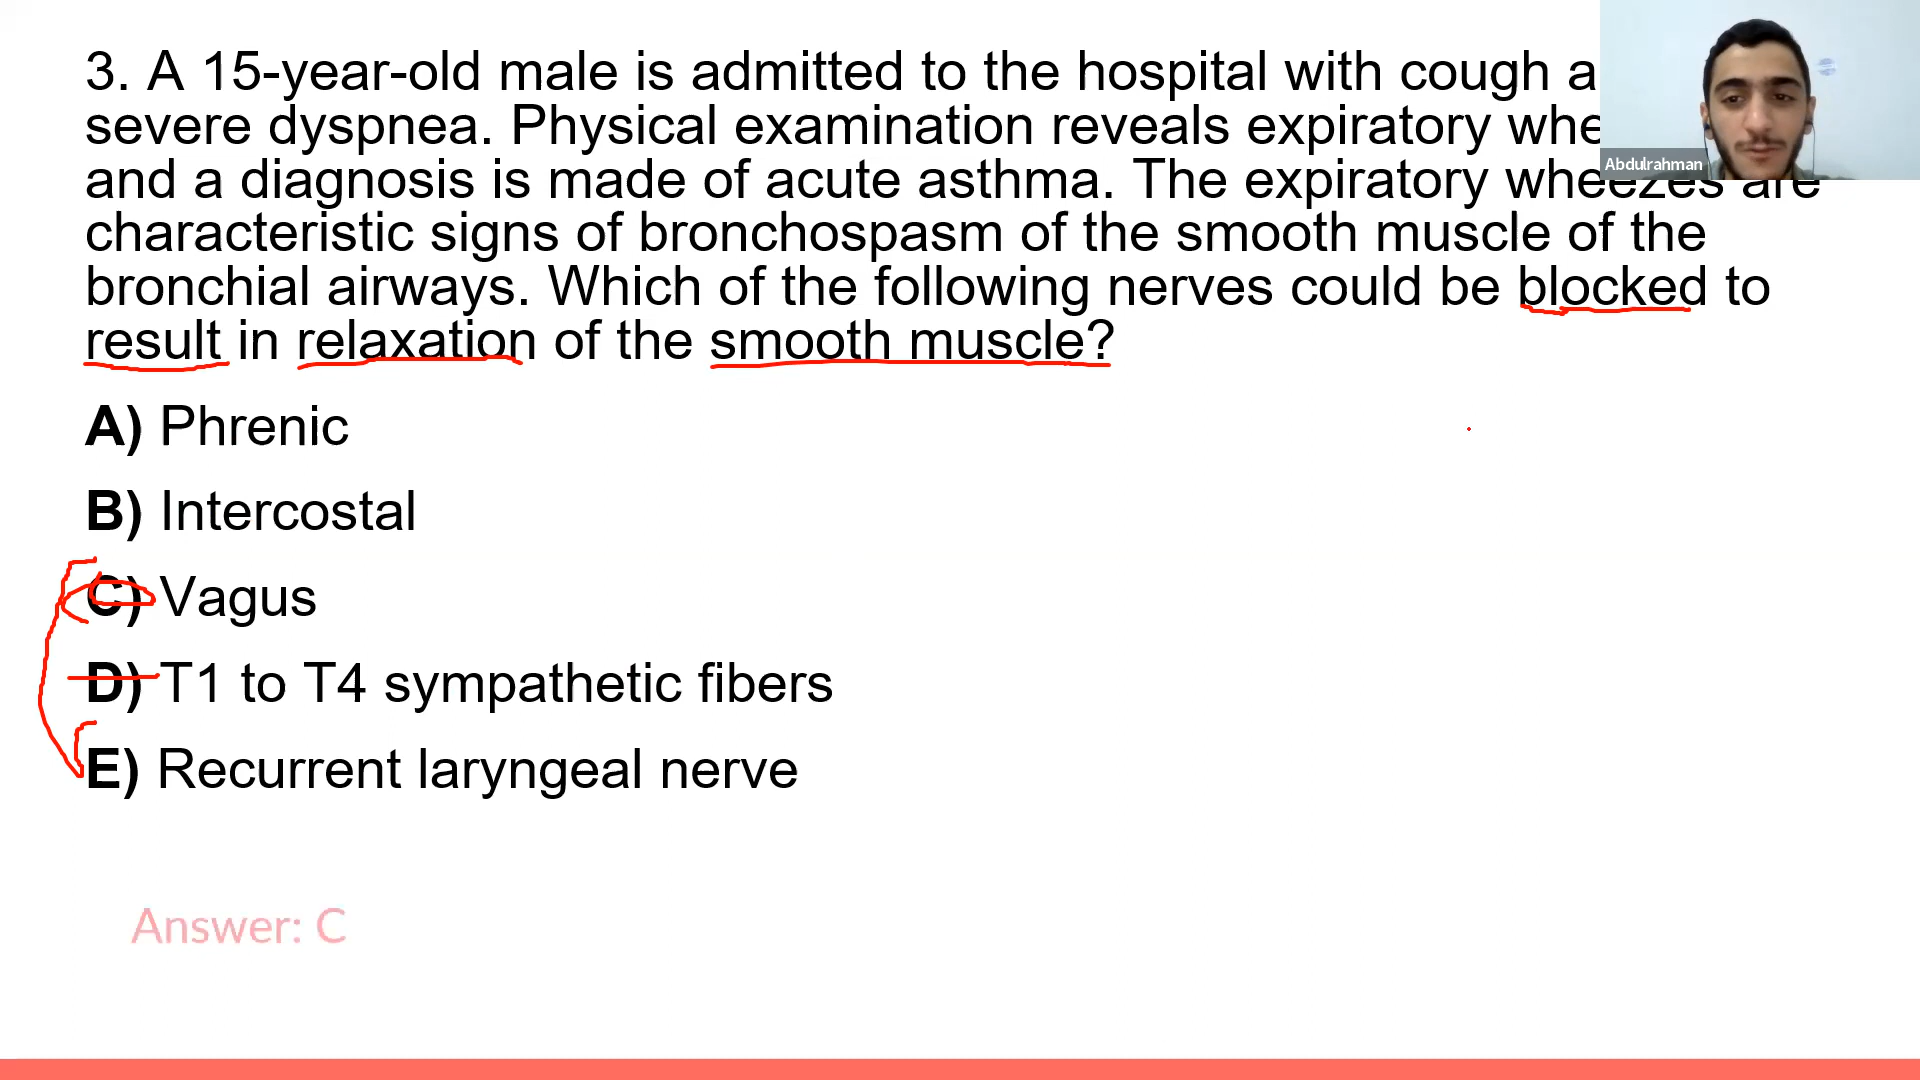 3. A 15-year-old male is admitted to the hospital with cough a
severe dyspnea. Physical examination reveals expiratory whe
and a diagnosis is made of acute asthma. The expiratory wheezes are
characteristic signs of bronchospasm of the smooth muscle of the
bronchial airways. Which of the following nerves could be blocked to
result in relaxation of the smooth muscle?
A) Phrenic
B) Intercostal
C) Vagus
D) T1 to T4 sympathetic fibers
E) Recurrent laryngeal nerve
Answer: C
Abdulrahman